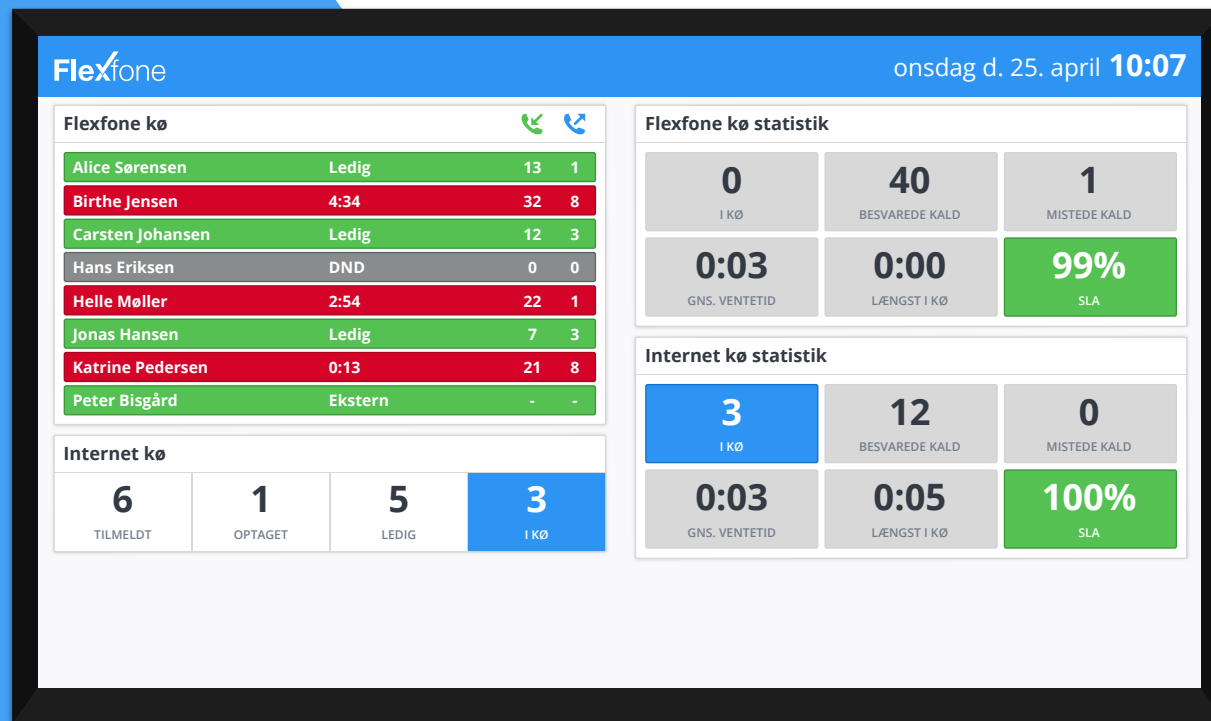 Flexfone
onsdag d. 25. april 10:07
Flexfone kø
Alice Sørensen Ledig 13 1
Birthe Jensen 4:34 32 8
Carsten Johansen Ledig 12 3
Hans Eriksen DND 0 0
Helle Møller 2:54 22 1
Jonas Hansen Ledig 7 3
Katrine Pedersen 0:13 21 8
Peter Bisgård Ekstern - -
Internet kø
6 1 5 3
TILMELDT OPTAGET LEDIG I KØ
Flexfone kø statistik
0 40 1
I KØ BESVAREDE KALD MISTEDE KALD
0:03 0:00 99%
GNS. VENTETID LÆNGST I KØ SLA
Internet kø statistik
3 12 0
I KØ BESVAREDE KALD MISTEDE KALD
0:03 0:05 100%
GNS. VENTETID LÆNGST I KØ SLA